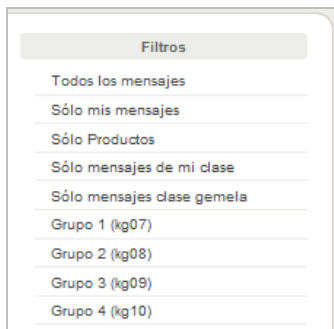 Filtros
Todos los mensajes
Sólo mis mensajes
Sólo Productos
Sólo mensajes de mi clase
Sólo mensajes clase gemela
Grupo 1 (kg07)
Grupo 2 (kg08)
Grupo 3 (kg09)
Grupo 4 (kg10)